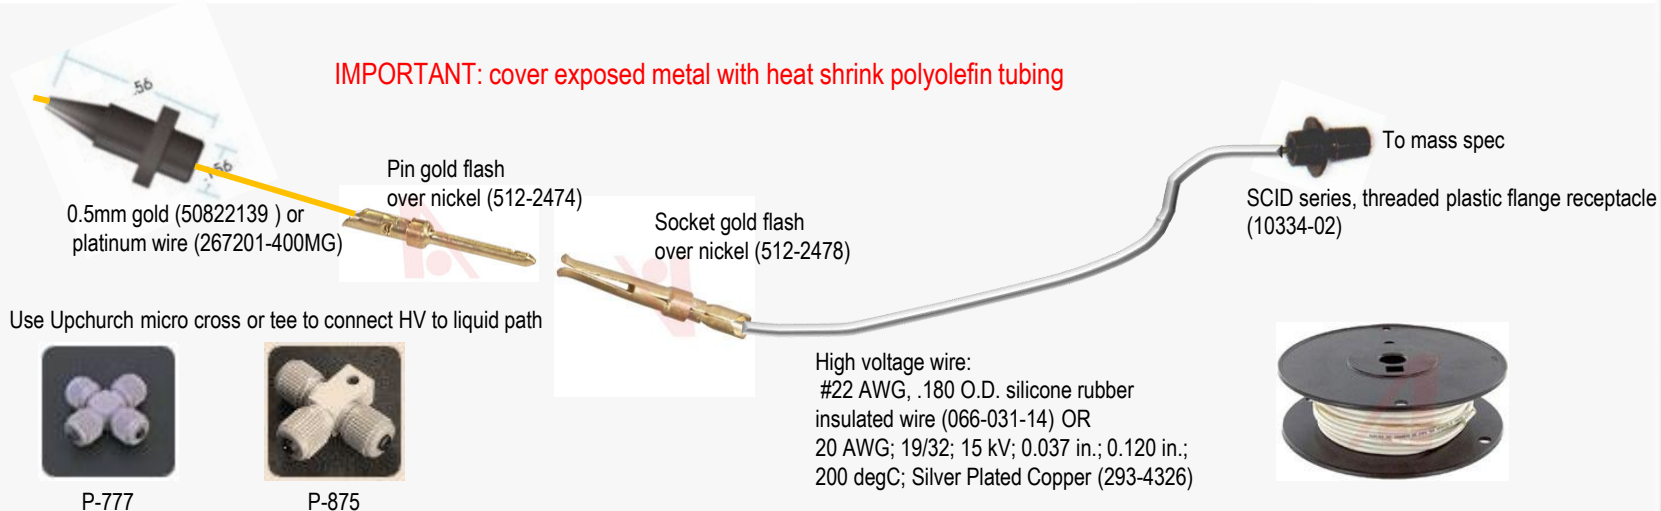 IMPORTANT: cover exposed metal with heat shrink polyolefin tubing
.56
.56
To mass spec
Pin gold flash
over nickel (512-2474)
SCID series, threaded plastic flange receptacle
(10334-02)
0.5mm gold (50822139 ) or
platinum wire (267201-400MG)
Socket gold flash
over nickel (512-2478)
Use Upchurch micro cross or tee to connect HV to liquid path
High voltage wire:
#22 AWG, .180 O.D. silicone rubber
insulated wire (066-031-14) OR
20 AWG; 19/32; 15 kV; 0.037 in.; 0.120 in.;
200 degC; Silver Plated Copper (293-4326)
P-777
P-875